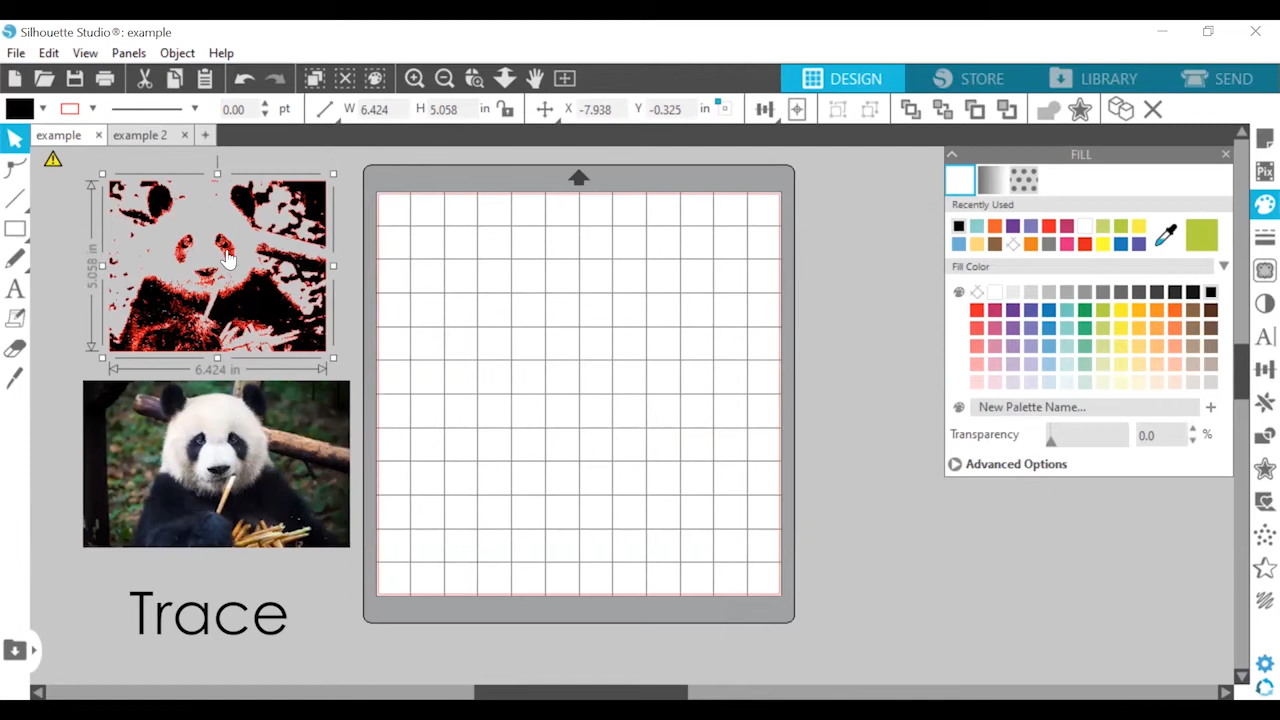 Silhouette Studio®: example
File Edit View Panels Object Help
DESIGN STORE LIBRARY SEND
0.00 pt W 6.424 H 5.058 in X -7.938 Y -0.325 in
example × example 2 × +
FILL
Pix
Recently Used
5.058 in
Fill Color
6.424 in
New Palette Name... +
Transparency 0.0 %
Advanced Options
Trace